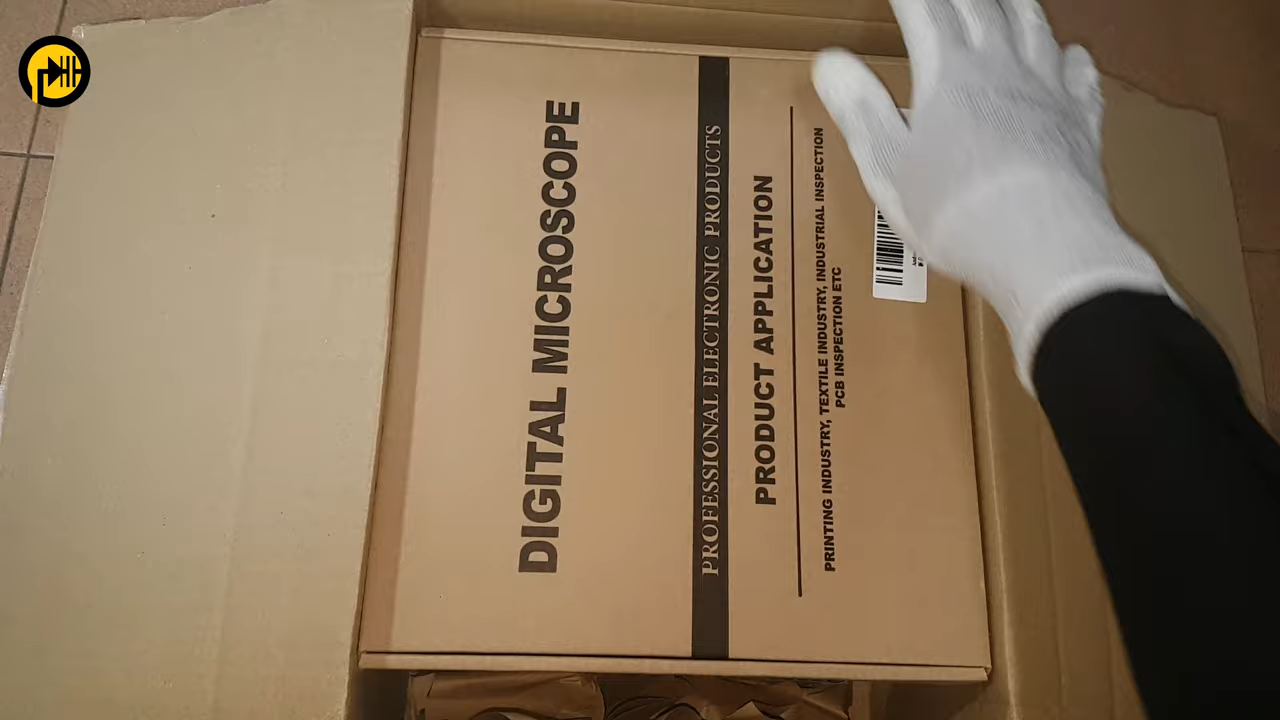 DIGITAL MICROSCOPE
PROFESSIONAL ELECTRONIC PRODUCTS
PRODUCT APPLICATION
PRINTING INDUSTRY, TEXTILE INDUSTRY, INDUSTRIAL INSPECTION
PCB INSPECTION ETC